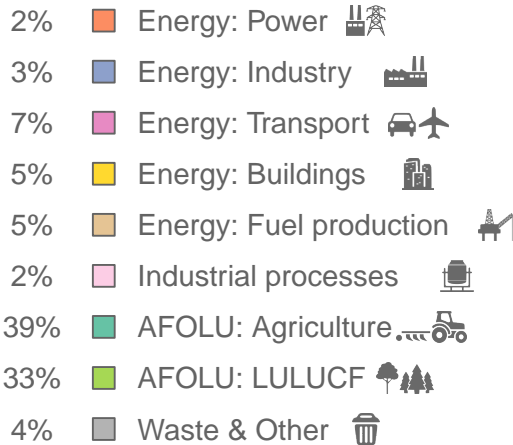 2% Energy: Power
3% Energy: Industry
7% Energy: Transport
5% Energy: Buildings
5% Energy: Fuel production
2% Industrial processes
39% AFOLU: Agriculture
33% AFOLU: LULUCF
4% Waste & Other